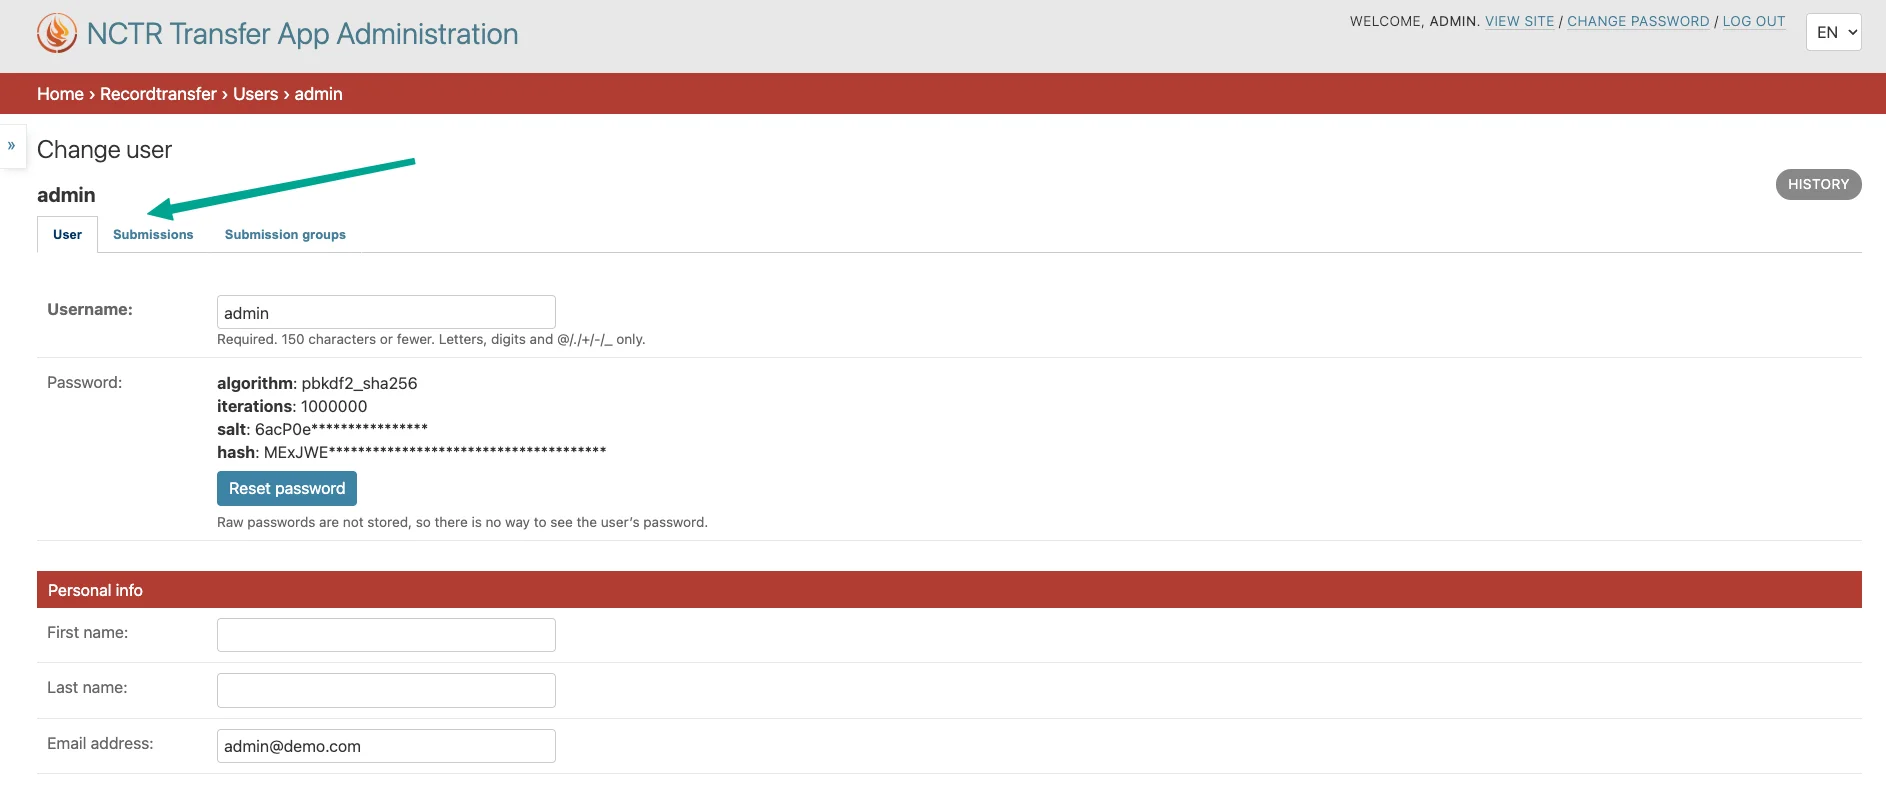 NCTR Transfer App Administration
WELCOME, ADMIN. VIEW SITE / CHANGE PASSWORD / LOG OUT
EN
Home › Recordtransfer › Users › admin
»
Change user
admin
HISTORY
User Submissions Submission groups
Username: admin
Required. 150 characters or fewer. Letters, digits and @/./+/-/_ only.
Password: algorithm: pbkdf2_sha256
iterations: 1000000
salt: 6acP0e****************
hash: MExJWE**************************************
Reset password
Raw passwords are not stored, so there is no way to see the user’s password.
Personal info
First name:
Last name:
Email address: admin@demo.com